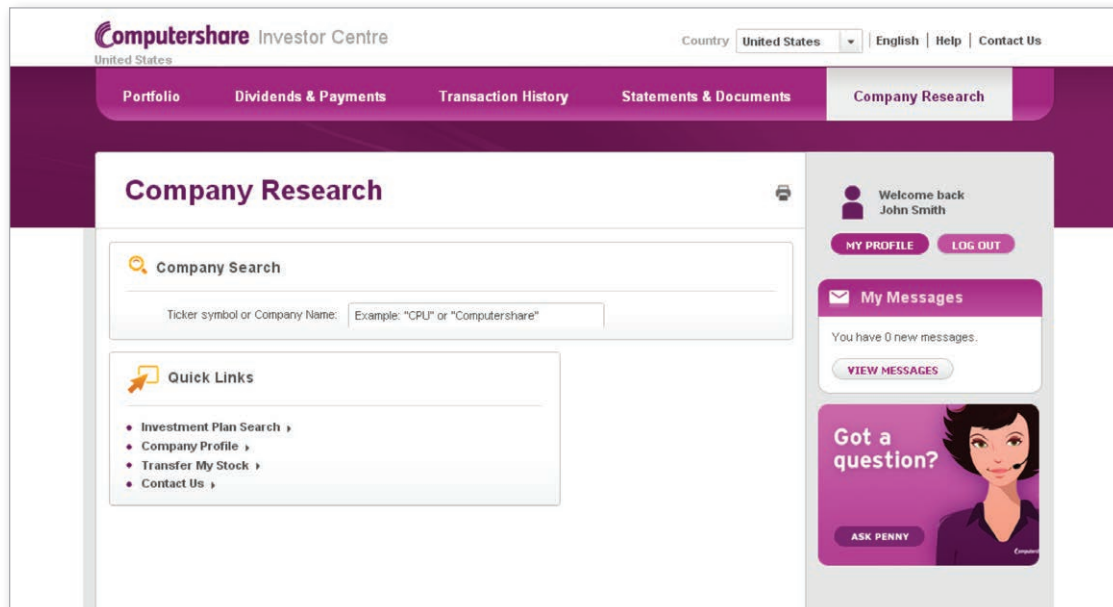 Computershare Investor Centre
United States
Country United States | English | Help | Contact Us
Portfolio Dividends & Payments Transaction History Statements & Documents Company Research
Company Research
Company Search
Ticker symbol or Company Name: Example: "CPU" or "Computershare"
Quick Links
Investment Plan Search
Company Profile
Transfer My Stock
Contact Us
Welcome back
John Smith
MY PROFILE LOG OUT
My Messages
You have 0 new messages.
VIEW MESSAGES
Got a
question?
ASK PENNY